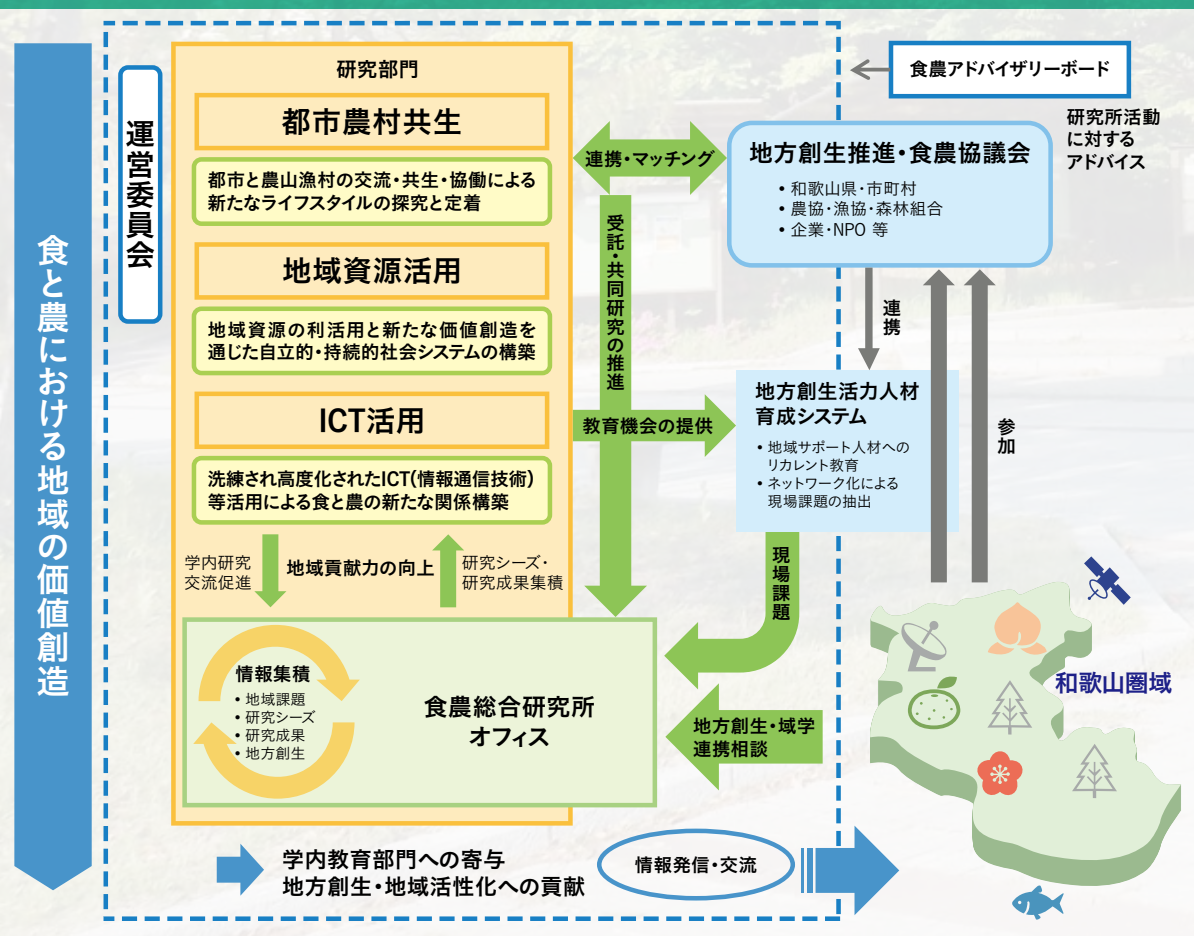 食と農における地域の価値創造
運営委員会
研究部門
都市農村共生
都市と農山漁村の交流・共生・協働による
新たなライフスタイルの探究と定着
地域資源活用
地域資源の利活用と新たな価値創造を
通じた自立的・持続的社会システムの構築
ICT活用
洗練され高度化されたICT(情報通信技術)
等活用による食と農の新たな関係構築
学内研究
交流促進
地域貢献力の向上
研究シーズ・
研究成果集積
情報集積
• 地域課題
• 研究シーズ
• 研究成果
• 地方創生
食農総合研究所
オフィス
連携・マッチング
受託・共同研究の推進
教育機会の提供
食農アドバイザリーボード
研究所活動
に対する
アドバイス
地方創生推進・食農協議会
• 和歌山県・市町村
• 農協・漁協・森林組合
• 企業・NPO 等
連携
地方創生活力人材
育成システム
• 地域サポート人材への
リカレント教育
• ネットワーク化による
現場課題の抽出
参加
現場課題
地方創生・域学
連携相談
和歌山圏域
学内教育部門への寄与
地方創生・地域活性化への貢献
情報発信・交流